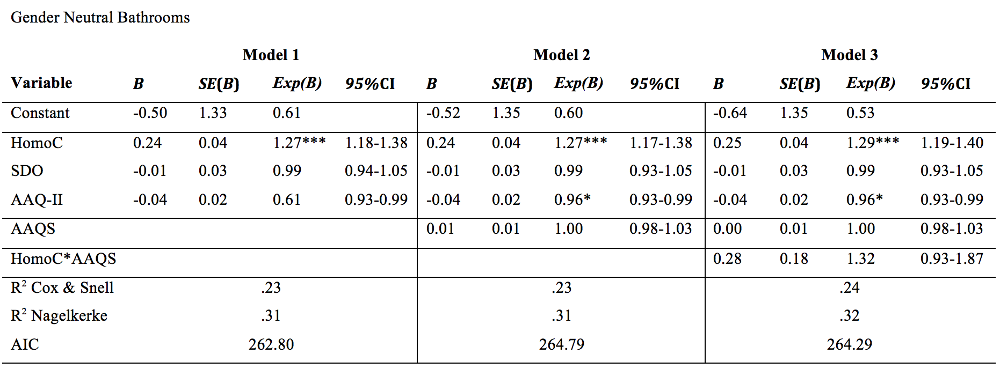 Gender Neutral Bathrooms
Model 1 Model 2 Model 3
Variable B SE(B) Exp(B) 95%CI B SE(B) Exp(B) 95%CI B SE(B) Exp(B) 95%CI
Constant -0.50 1.33 0.61 -0.52 1.35 0.60 -0.64 1.35 0.53
HomoC 0.24 0.04 1.27*** 1.18-1.38 0.24 0.04 1.27*** 1.17-1.38 0.25 0.04 1.29*** 1.19-1.40
SDO -0.01 0.03 0.99 0.94-1.05 -0.01 0.03 0.99 0.93-1.05 -0.01 0.03 0.99 0.93-1.05
AAQ-II -0.04 0.02 0.61 0.93-0.99 -0.04 0.02 0.96* 0.93-0.99 -0.04 0.02 0.96* 0.93-0.99
AAQS 0.01 0.01 1.00 0.98-1.03 0.00 0.01 1.00 0.98-1.03
HomoC*AAQS 0.28 0.18 1.32 0.93-1.87
R² Cox & Snell .23 .23 .24
R² Nagelkerke .31 .31 .32
AIC 262.80 264.79 264.29